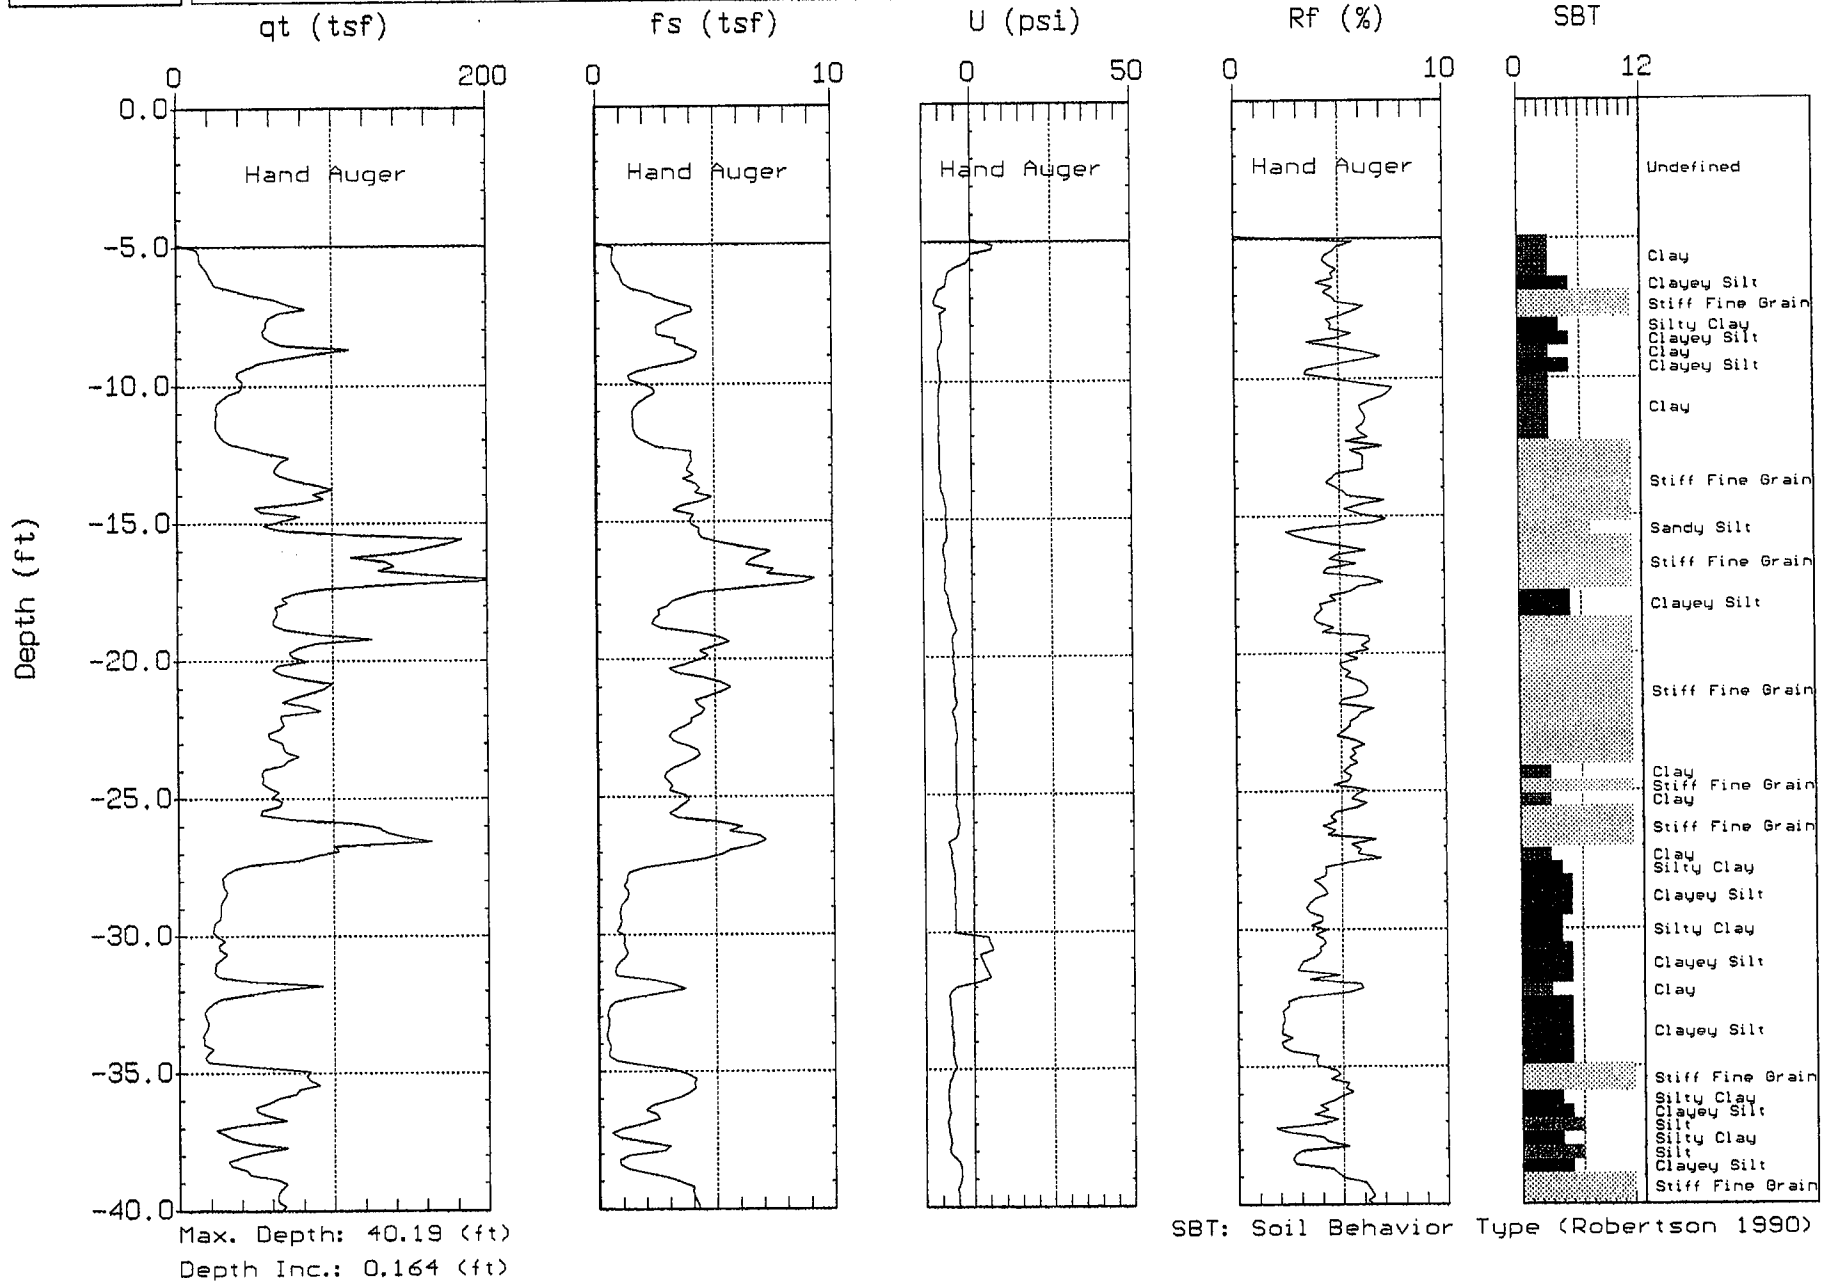 qt (tsf)
fs (tsf)
U (psi)
Rf (%)
SBT
0
200
0
10
0
50
0
10
0
12
0.0
-5.0
-10.0
-15.0
-20.0
-25.0
-30.0
-35.0
-40.0
Depth (ft)
Hand Auger
Hand Auger
Hand Auger
Hand Auger
Undefined
Clay
Clayey Silt
Stiff Fine Grain
Silty Clay
Clayey Silt
Clay
Clayey Silt
Clay
Stiff Fine Grain
Sandy Silt
Stiff Fine Grain
Clayey Silt
Stiff Fine Grain
Clay
Stiff Fine Grain
Clay
Stiff Fine Grain
Clay
Silty Clay
Clayey Silt
Silty Clay
Clayey Silt
Clay
Clayey Silt
Stiff Fine Grain
Silty Clay
Clayey Silt
Silt
Silty Clay
Silt
Clayey Silt
Stiff Fine Grain
Max. Depth: 40.19 (ft)
Depth Inc.: 0.164 (ft)
SBT: Soil Behavior Type (Robertson 1990)